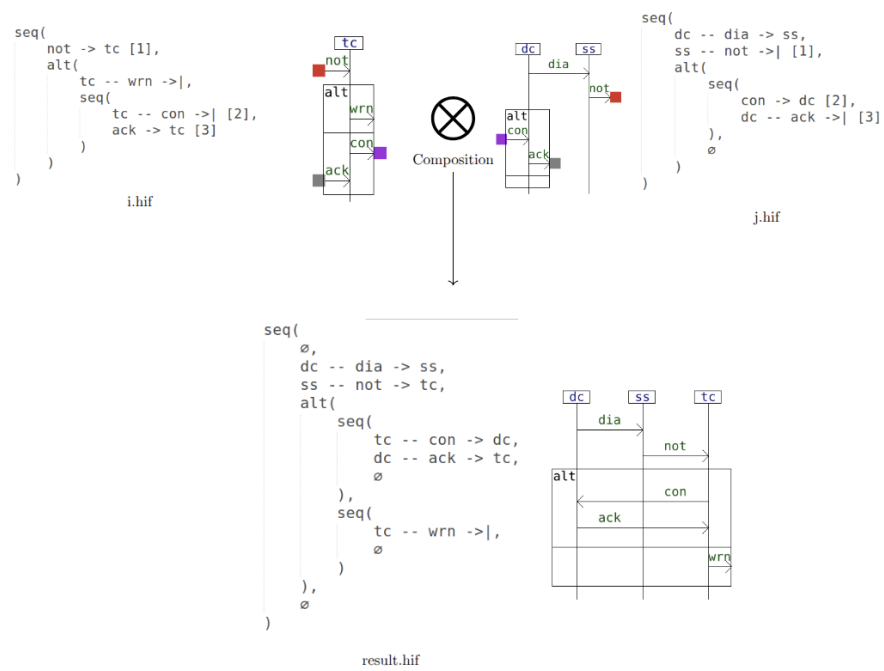 seq(
not -> tc [1],
alt(
tc -- wrn ->|,
seq(
tc -- con ->| [2],
ack -> tc [3]
)
)
)
i.hif
tc
not
alt
wrn
con
ack
Composition
dc ss
dia
not
alt
con
ack
seq(
dc -- dia -> ss,
ss -- not ->| [1],
alt(
seq(
con -> dc [2],
dc -- ack ->| [3]
),
∅
)
)
j.hif
seq(
∅,
dc -- dia -> ss,
ss -- not -> tc,
alt(
seq(
tc -- con -> dc,
dc -- ack -> tc,
∅
),
seq(
tc -- wrn ->|,
∅
)
),
∅
)
result.hif
dc ss tc
dia
not
alt
con
ack
wrn